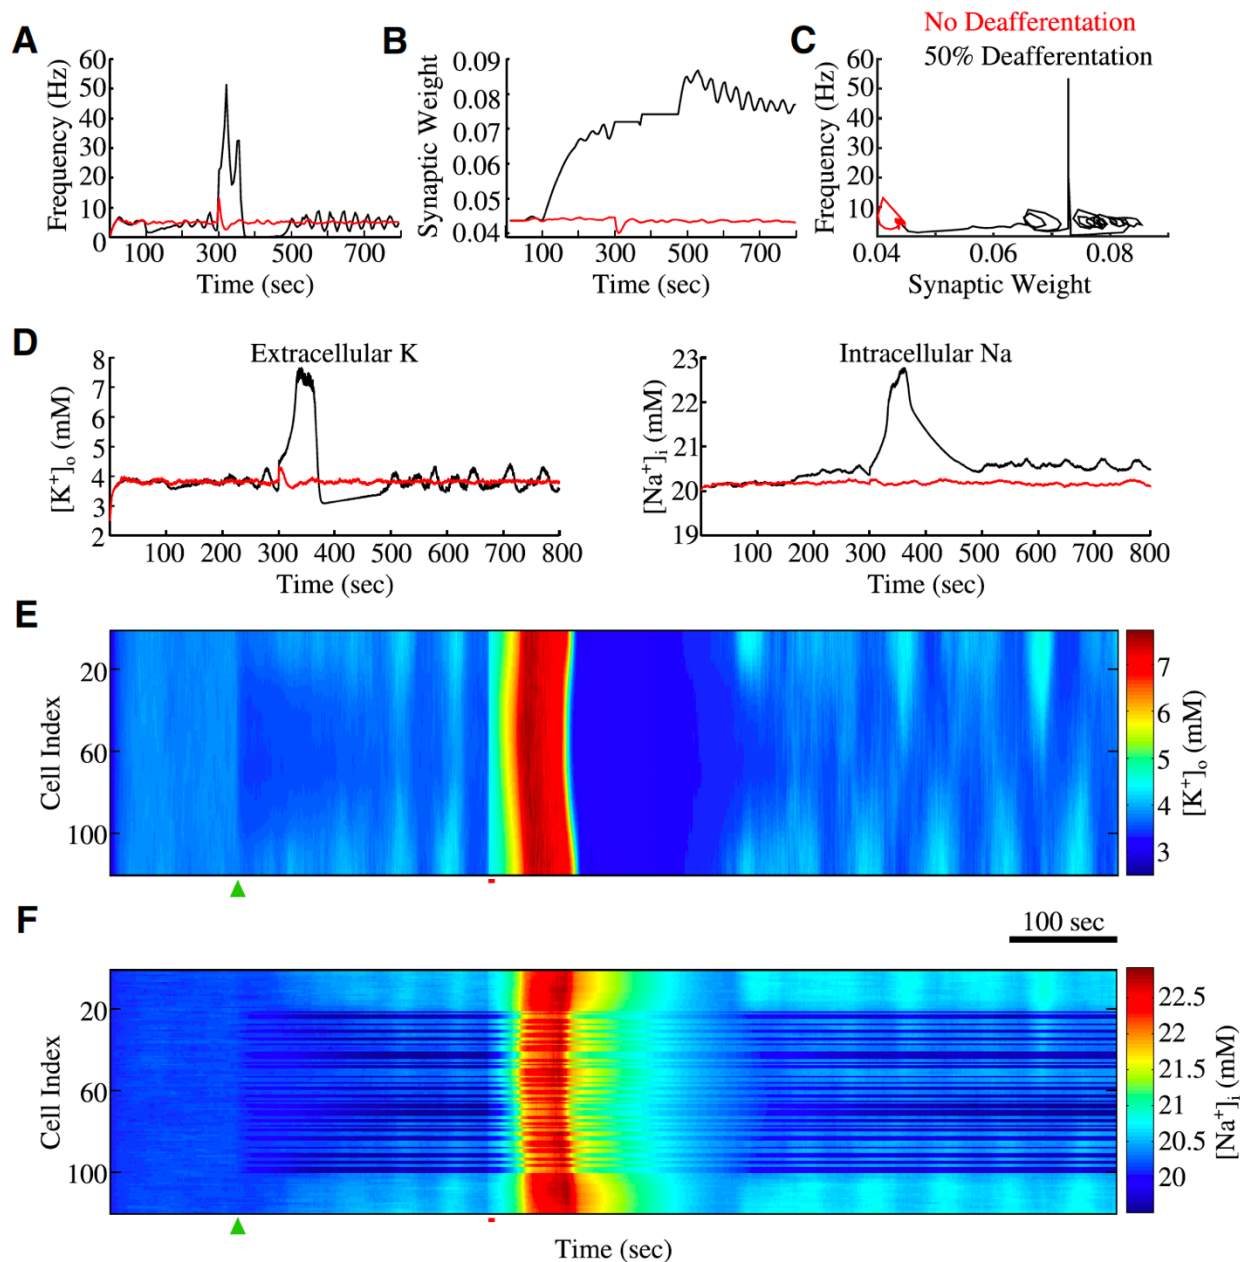 A
Frequency (Hz)
60
50
40
30
20
10
0
100 300 500 700
Time (sec)
B
Synaptic Weight
0.09
0.08
0.07
0.06
0.05
0.04
100 300 500 700
Time (sec)
No Deafferentation
50% Deafferentation
C
Frequency (Hz)
60
50
40
30
20
10
0
0.04 0.06 0.08
Synaptic Weight
D
Extracellular K
[K+]o (mM)
8
7
6
5
4
3
2
100 200 300 400 500 600 700 800
Time (sec)
Intracellular Na
[Na+]i (mM)
23
22
21
20
19
100 200 300 400 500 600 700 800
Time (sec)
E
Cell Index
20
60
100
7
6
5
4
3
[K+]o (mM)
F
100 sec
Cell Index
20
60
100
22.5
22
21.5
21
20.5
20
[Na+]i (mM)
Time (sec)